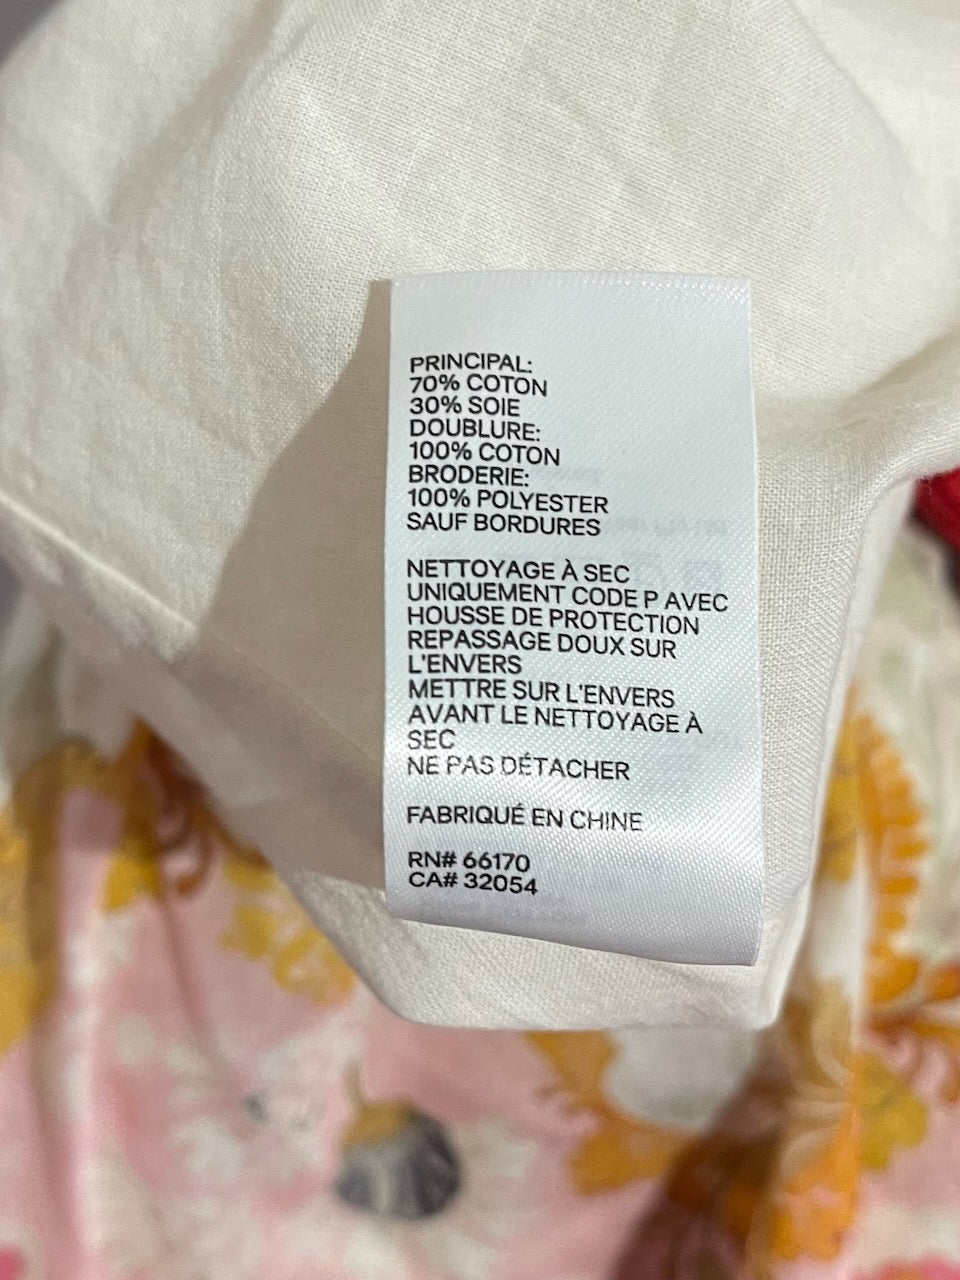 PRINCIPAL:
70% COTON
30% SOIE
DOUBLURE:
100% COTON
BRODERIE:
100% POLYESTER
SAUF BORDURES
NETTOYAGE À SEC
UNIQUEMENT CODE P AVEC
HOUSSE DE PROTECTION
REPASSAGE DOUX SUR
L'ENVERS
METTRE SUR L'ENVERS
AVANT LE NETTOYAGE À
SEC
NE PAS DÉTACHER
FABRIQUÉ EN CHINE
RN# 66170
CA# 32054